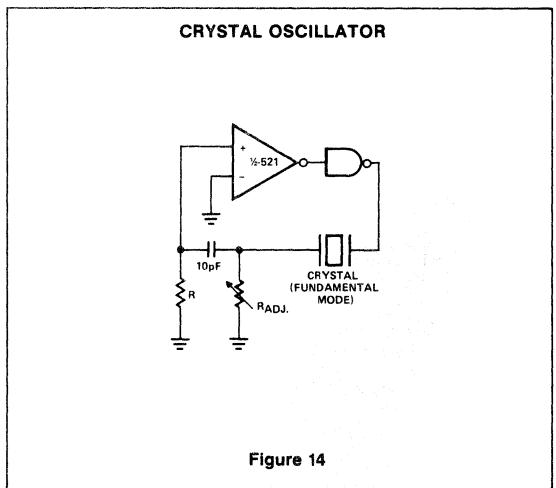 CRYSTAL OSCILLATOR
+
½-521
−
10pF
CRYSTAL
(FUNDAMENTAL
MODE)
R
RADJ.
Figure 14